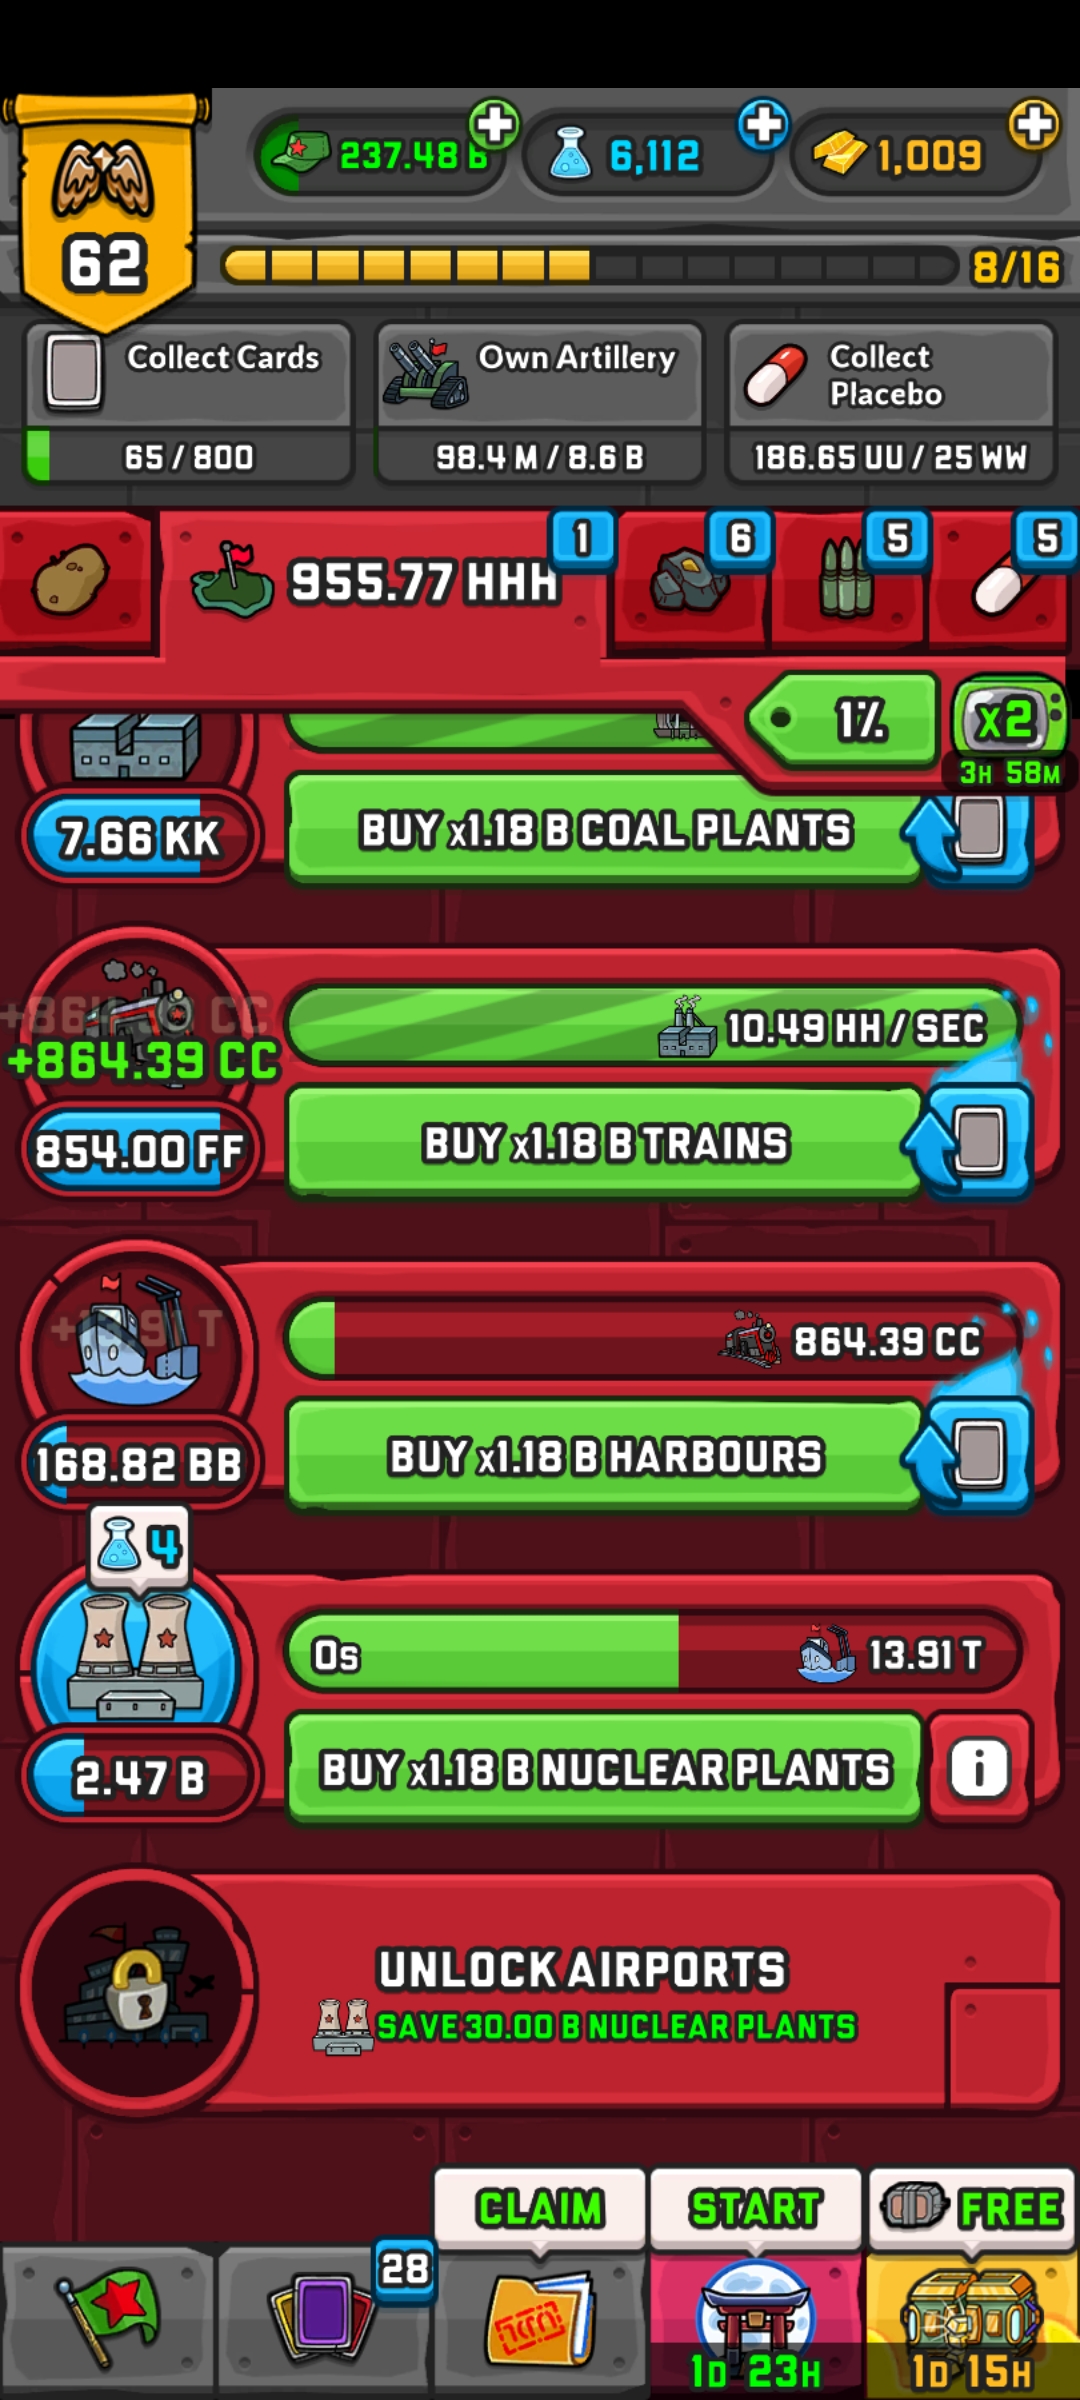 237.48 B
6,112
1,009
62
8/16
Collect Cards
Own Artillery
Collect
Placebo
65 / 800
98.4 M / 8.6 B
186.65 UU / 25 WW
1
6
5
5
955.77 HHH
1%
x2
3H 58M
7.66 KK
BUY x1.18 B COAL PLANTS
+864.39 CC
+864.39 CC
10.49 HH / SEC
854.00 FF
BUY x1.18 B TRAINS
+13.91 T
864.39 CC
168.82 BB
BUY x1.18 B HARBOURS
4
0s
13.91 T
2.47 B
BUY x1.18 B NUCLEAR PLANTS
i
UNLOCK AIRPORTS
SAVE 30.00 B NUCLEAR PLANTS
CLAIM
START
FREE
28
1D 23H
1D 15H